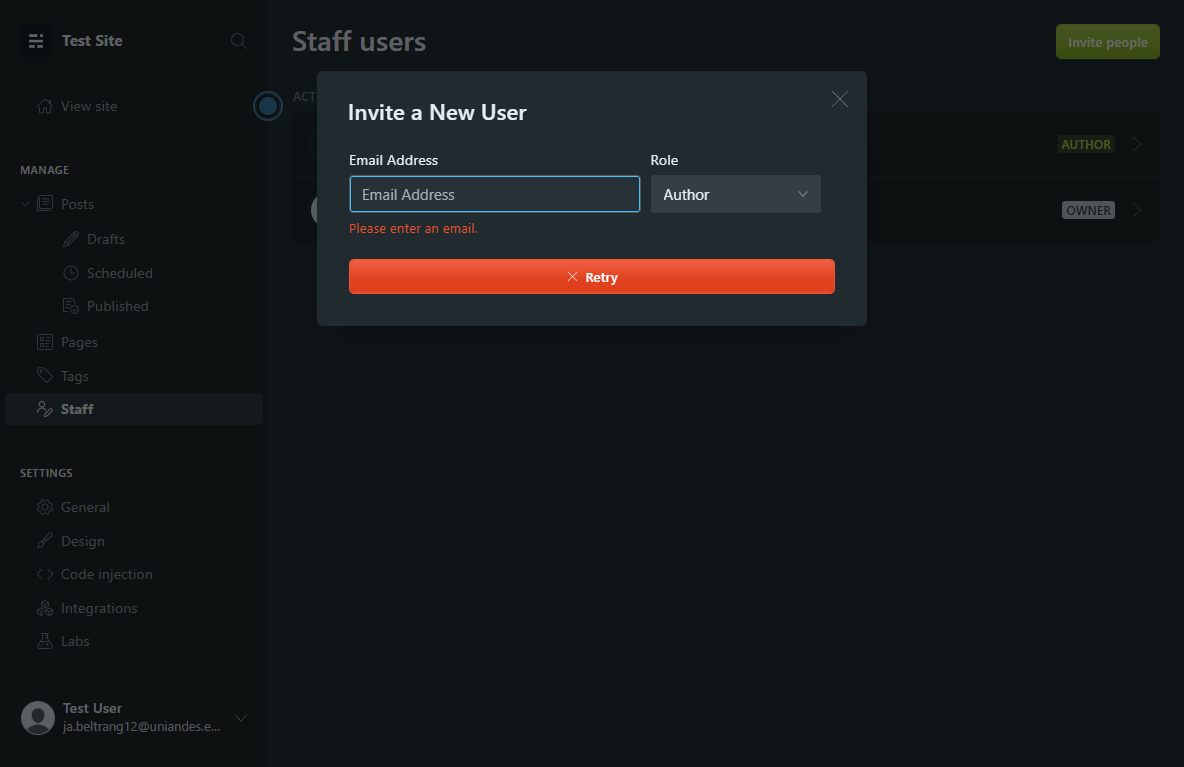 Test Site
View site
MANAGE
Posts
Drafts
Scheduled
Published
Pages
Tags
Staff
SETTINGS
General
Design
Code injection
Integrations
Labs
Test User
ja.beltrang12@uniandes.e...
Staff users
Invite people
ACT
AUTHOR
OWNER
Invite a New User
Email Address Role
Email Address Author
Please enter an email.
Retry